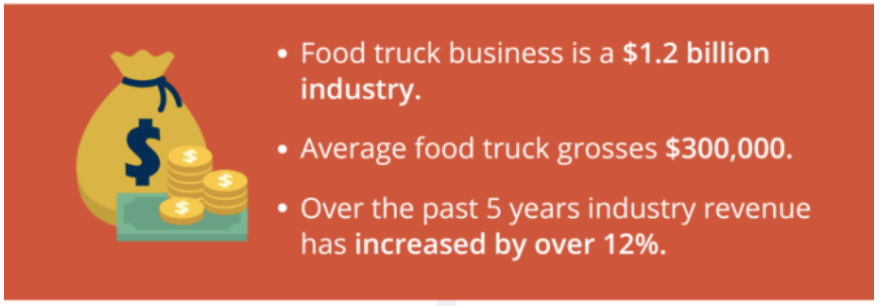 • Food truck business is a $1.2 billion
industry.
• Average food truck grosses $300,000.
• Over the past 5 years industry revenue
has increased by over 12%.
$
$
$
$